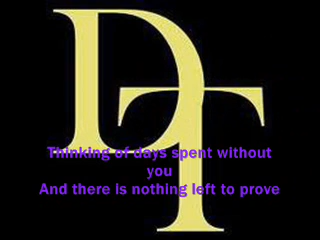 DT
Thinking of days spent without
you
And there is nothing left to prove